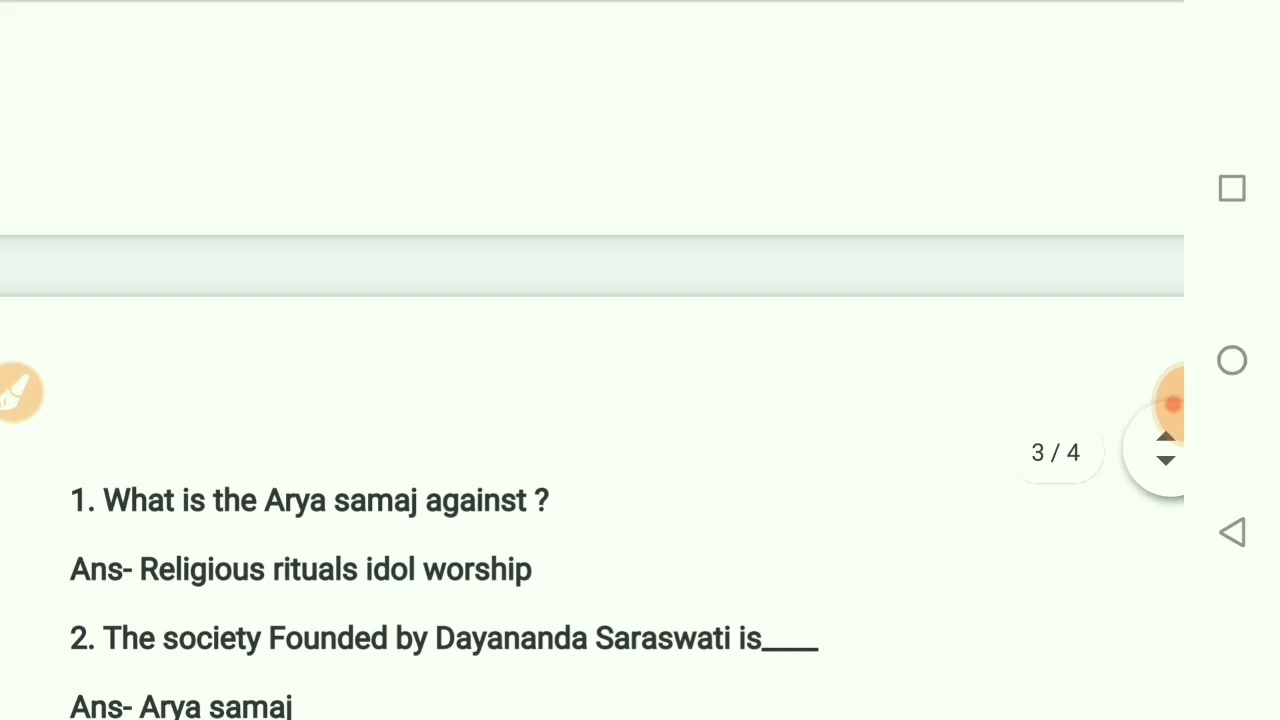 3 / 4
1. What is the Arya samaj against ?
Ans- Religious rituals idol worship
2. The society Founded by Dayananda Saraswati is____
Ans- Arya samaj